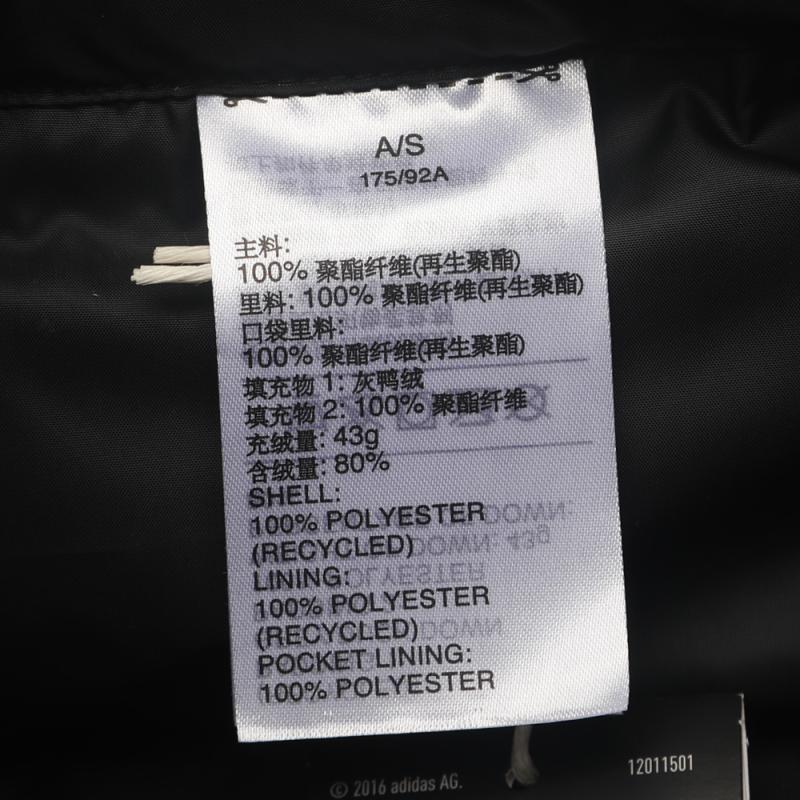 A/S
175/92A
主料:
100% 聚酯纤维(再生聚酯)
里料: 100% 聚酯纤维(再生聚酯)
口袋里料:
100% 聚酯纤维(再生聚酯)
填充物 1: 灰鸭绒
填充物 2: 100% 聚酯纤维
充绒量: 43g
含绒量: 80%
SHELL:
100% POLYESTER
(RECYCLED)
LINING:
100% POLYESTER
(RECYCLED)
POCKET LINING:
100% POLYESTER
12011501
© 2016 adidas AG.